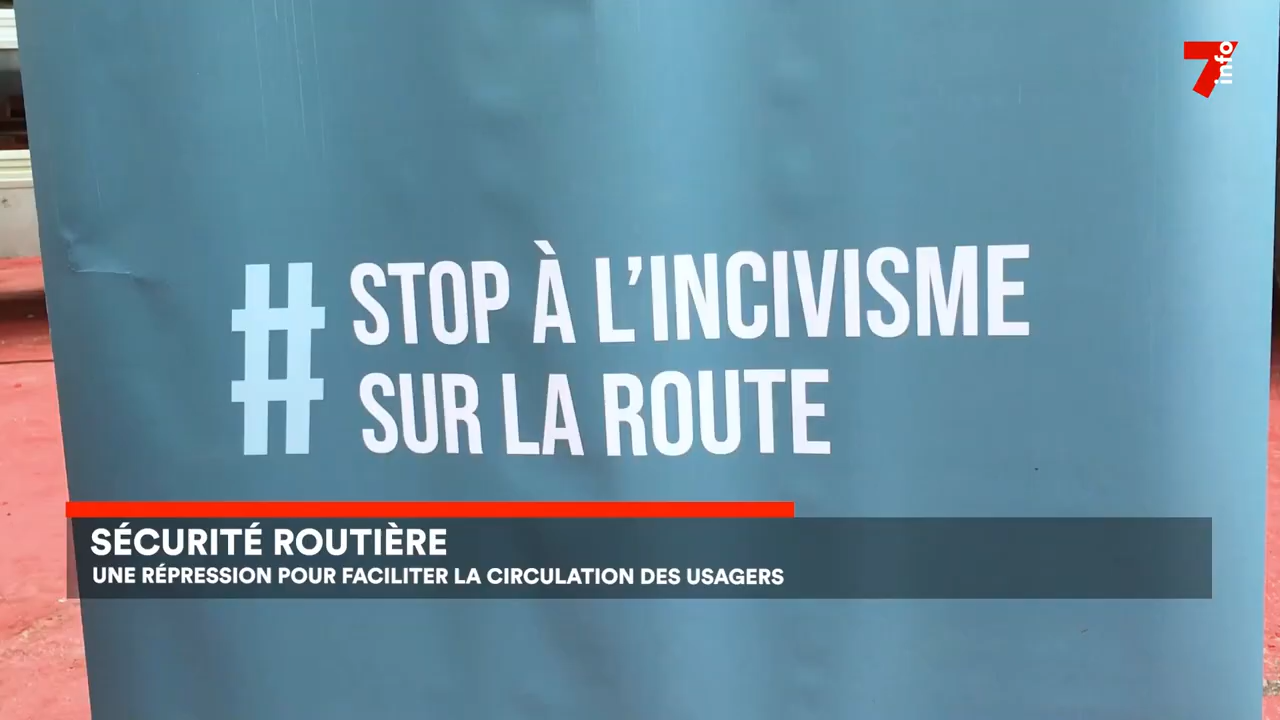 7info
# STOP À L'INCIVISME
SUR LA ROUTE
SÉCURITÉ ROUTIÈRE
UNE RÉPRESSION POUR FACILITER LA CIRCULATION DES USAGERS